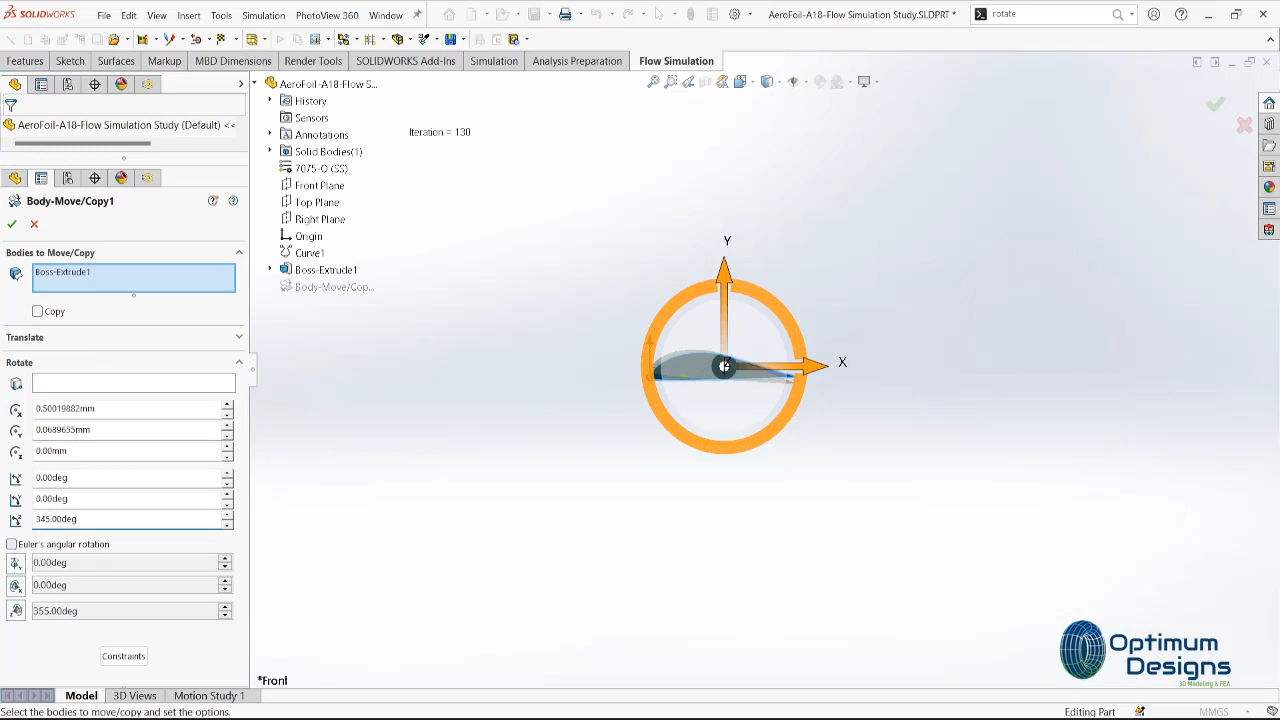 SOLIDWORKS File Edit View Insert Tools Simulation PhotoView 360 Window AeroFoil-A18-Flow Simulation Study.SLDPRT * rotate
Features Sketch Surfaces Markup MBD Dimensions Render Tools SOLIDWORKS Add-Ins Simulation Analysis Preparation Flow Simulation
AeroFoil-A18-Flow Simulation Study (Default) <<
Body-Move/Copy1
Bodies to Move/Copy
Boss-Extrude1
Copy
Translate
Rotate
0.50019882mm
0.0689655mm
0.00mm
0.00deg
0.00deg
345.00deg
Euler's angular rotation
0.00deg
0.00deg
355.00deg
Constraints
AeroFoil-A18-Flow S...
History
Sensors
Annotations
Solid Bodies(1)
7075-O (SS)
Front Plane
Top Plane
Right Plane
Origin
Curve1
Boss-Extrude1
Body-Move/Cop...
Iteration = 130
Y
X
*Front
Optimum
Designs
3D Modeling & FEA
Model 3D Views Motion Study 1
Select the bodies to move/copy and set the options. Editing Part MMGS